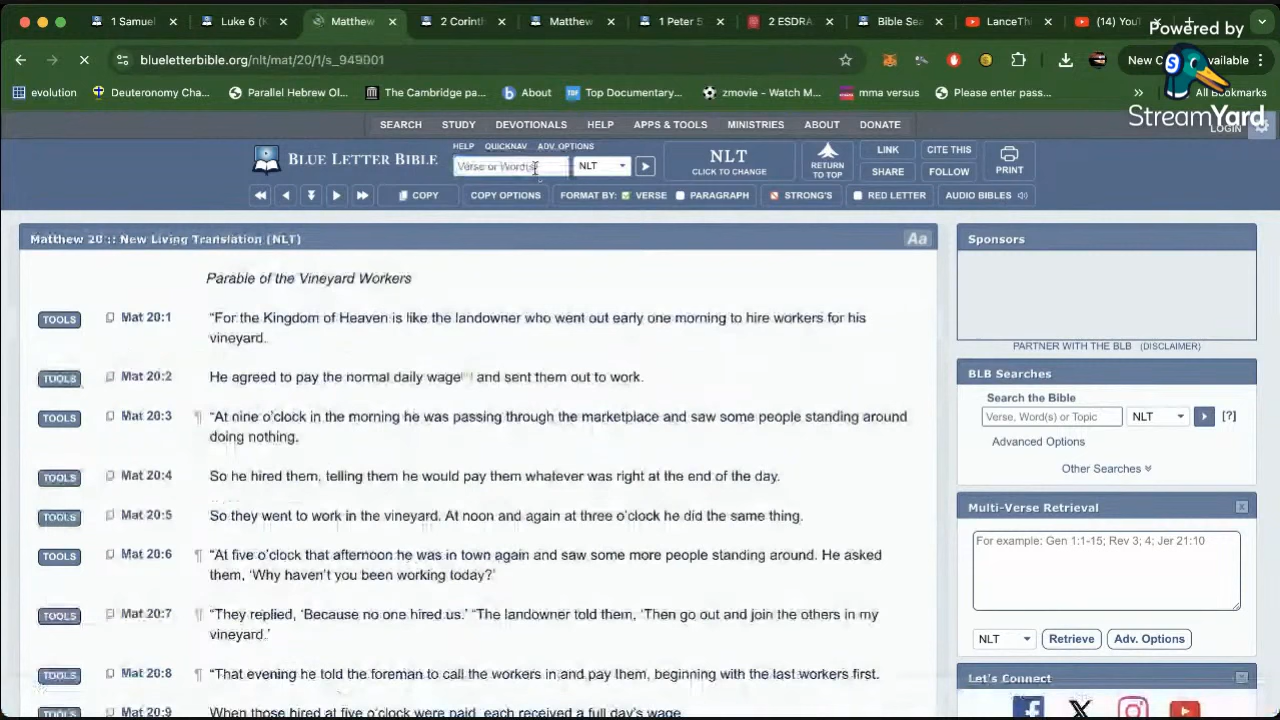 1 Samuel
Luke 6 (K
Matthew
2 Corinth
Matthew
1 Peter 5
2 ESDRA
Bible Sea
LanceThi
(14) You
Powered by
blueletterbible.org/nlt/mat/20/1/s_949001
New C
vailable
StreamYard
evolution
Deuteronomy Cha...
Parallel Hebrew Ol...
The Cambridge pa...
About
Top Documentary...
zmovie - Watch M...
mma versus
Please enter pass...
»
All Bookmarks
SEARCH STUDY DEVOTIONALS HELP APPS & TOOLS MINISTRIES ABOUT DONATE
LOGIN
BLUE LETTER BIBLE
HELP QUICKNAV ADV. OPTIONS
Verse or Word(s)
NLT
NLT
CLICK TO CHANGE
RETURN
TO TOP
LINK
CITE THIS
SHARE
FOLLOW
PRINT
COPY
COPY OPTIONS
FORMAT BY: VERSE PARAGRAPH
STRONG'S
RED LETTER
AUDIO BIBLES
Matthew 20 :: New Living Translation (NLT)
Aa
Parable of the Vineyard Workers
TOOLS Mat 20:1 “For the Kingdom of Heaven is like the landowner who went out early one morning to hire workers for his
vineyard.
TOOLS Mat 20:2 He agreed to pay the normal daily wage and sent them out to work.
TOOLS Mat 20:3 ¶ “At nine o’clock in the morning he was passing through the marketplace and saw some people standing around
doing nothing.
TOOLS Mat 20:4 So he hired them, telling them he would pay them whatever was right at the end of the day.
TOOLS Mat 20:5 So they went to work in the vineyard. At noon and again at three o’clock he did the same thing.
TOOLS Mat 20:6 ¶ “At five o’clock that afternoon he was in town again and saw some more people standing around. He asked
them, ‘Why haven’t you been working today?’
TOOLS Mat 20:7 ¶ “They replied, ‘Because no one hired us.’ “The landowner told them, ‘Then go out and join the others in my
vineyard.’
TOOLS Mat 20:8 ¶ “That evening he told the foreman to call the workers in and pay them, beginning with the last workers first.
TOOLS Mat 20:9 When those hired at five o’clock were paid, each received a full day’s wage.
Sponsors
PARTNER WITH THE BLB (DISCLAIMER)
BLB Searches
Search the Bible
Verse, Word(s) or Topic NLT [?]
Advanced Options
Other Searches
Multi-Verse Retrieval
x
For example: Gen 1:1-15; Rev 3; 4; Jer 21:10
NLT Retrieve Adv. Options
Let's Connect